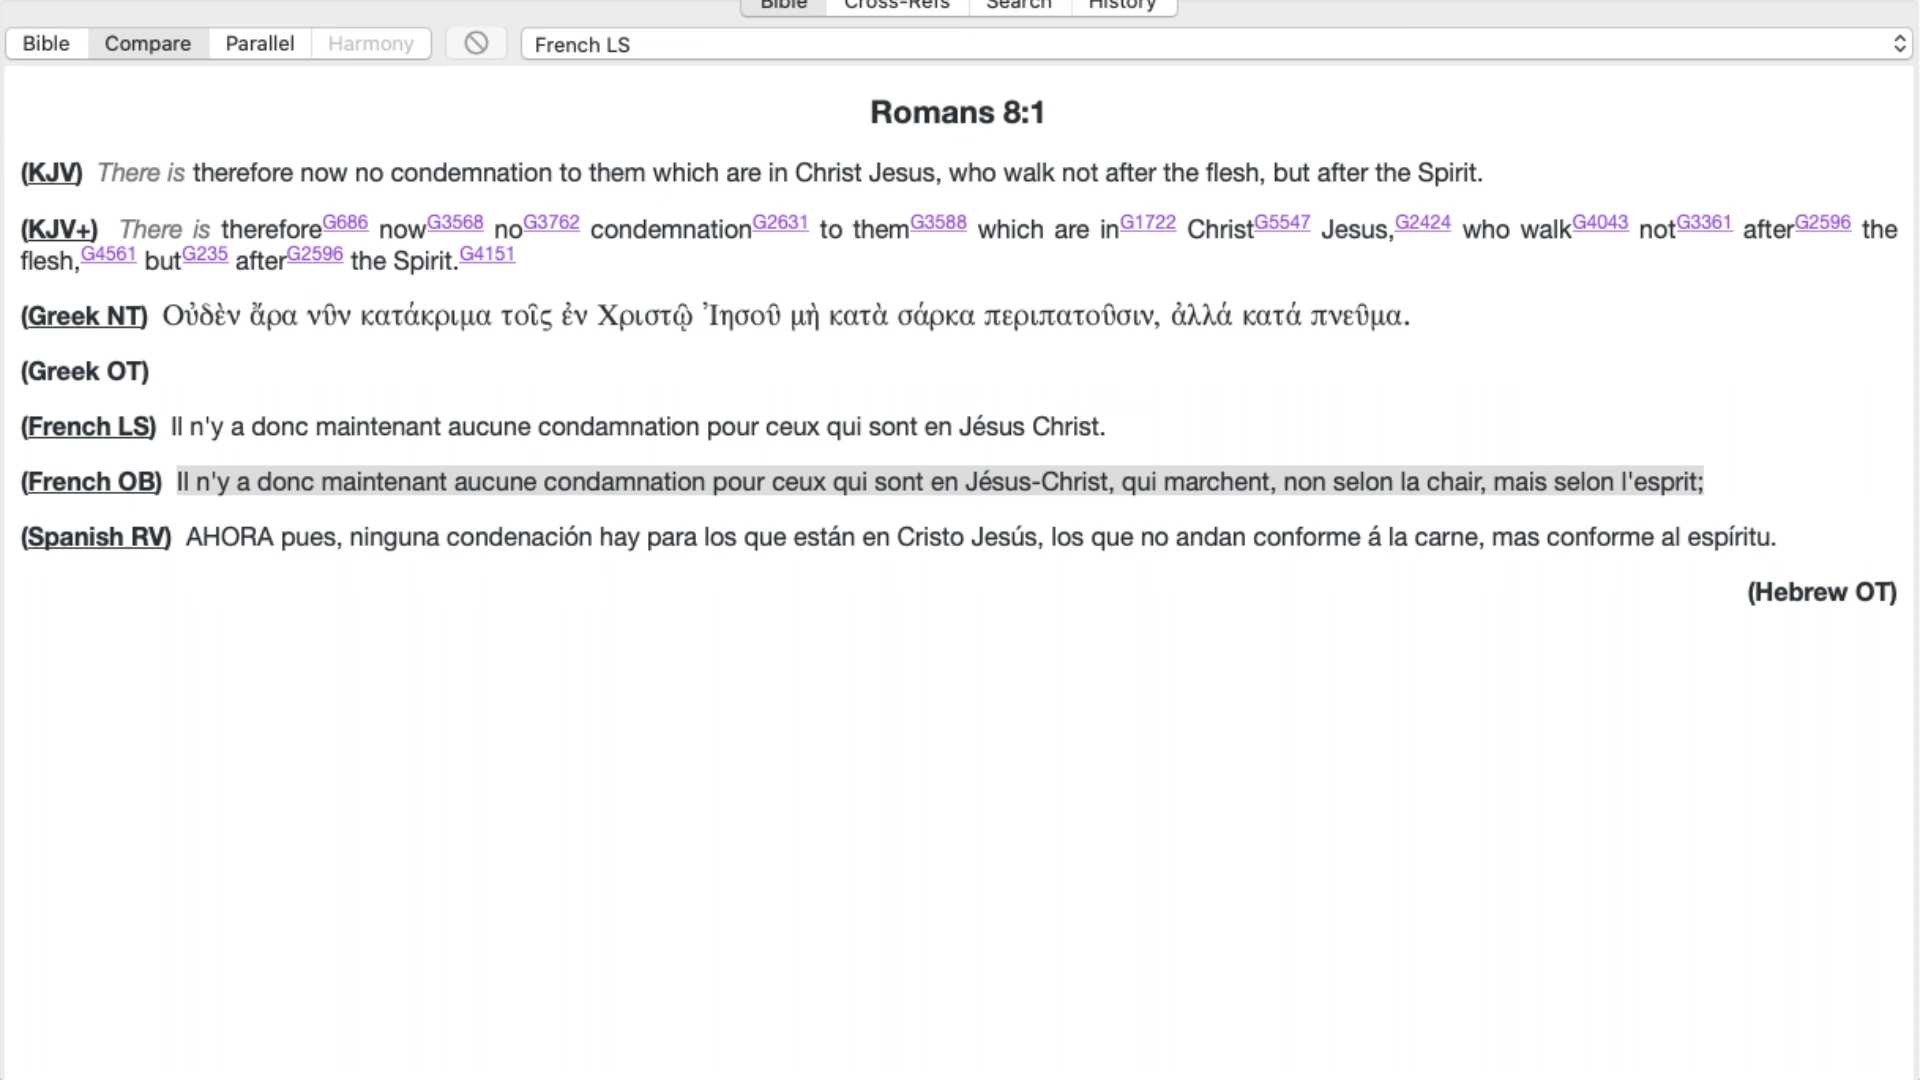 Bible Cross-Refs Search History
Bible Compare Parallel Harmony French LS
Romans 8:1
(KJV) There is therefore now no condemnation to them which are in Christ Jesus, who walk not after the flesh, but after the Spirit.
(KJV+) There is thereforeG686 nowG3568 noG3762 condemnationG2631 to themG3588 which are inG1722 ChristG5547 Jesus,G2424 who walkG4043 notG3361 afterG2596 the
flesh,G4561 butG235 afterG2596 the Spirit.G4151
(Greek NT) Οὐδὲν ἄρα νῦν κατάκριμα τοῖς ἐν Χριστῷ Ἰησοῦ μὴ κατὰ σάρκα περιπατοῦσιν, ἀλλά κατά πνεῦμα.
(Greek OT)
(French LS) Il n'y a donc maintenant aucune condamnation pour ceux qui sont en Jésus Christ.
(French OB) Il n'y a donc maintenant aucune condamnation pour ceux qui sont en Jésus-Christ, qui marchent, non selon la chair, mais selon l'esprit;
(Spanish RV) AHORA pues, ninguna condenación hay para los que están en Cristo Jesús, los que no andan conforme á la carne, mas conforme al espíritu.
(Hebrew OT)